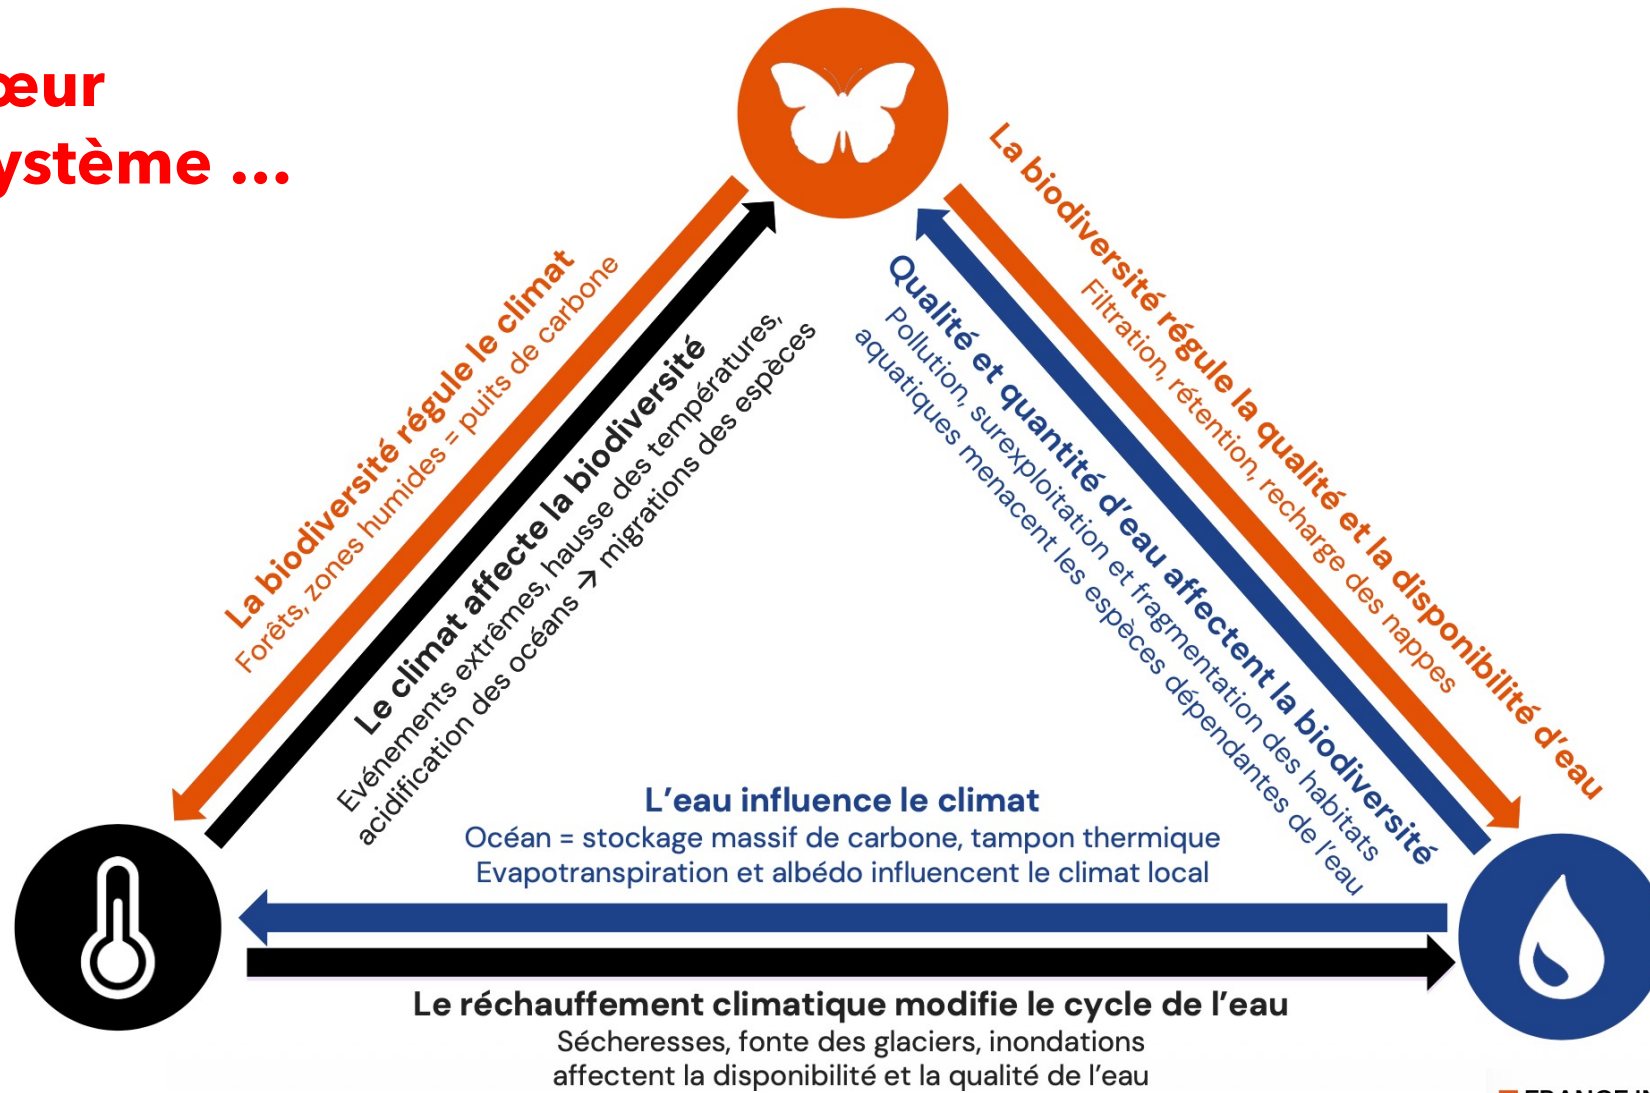 œur
ystème ...
La biodiversité régule le climat
Forêts, zones humides = puits de carbone
Le climat affecte la biodiversité
Evénements extrêmes, hausse des températures,
acidification des océans → migrations des espèces
La biodiversité régule la qualité et la disponibilité d'eau
Filtration, rétention, recharge des nappes
Qualité et quantité d'eau affectent la biodiversité
Pollution, surexploitation et fragmentation des habitats
aquatiques menacent les espèces dépendantes de l'eau
L'eau influence le climat
Océan = stockage massif de carbone, tampon thermique
Evapotranspiration et albédo influencent le climat local
Le réchauffement climatique modifie le cycle de l'eau
Sécheresses, fonte des glaciers, inondations
affectent la disponibilité et la qualité de l'eau